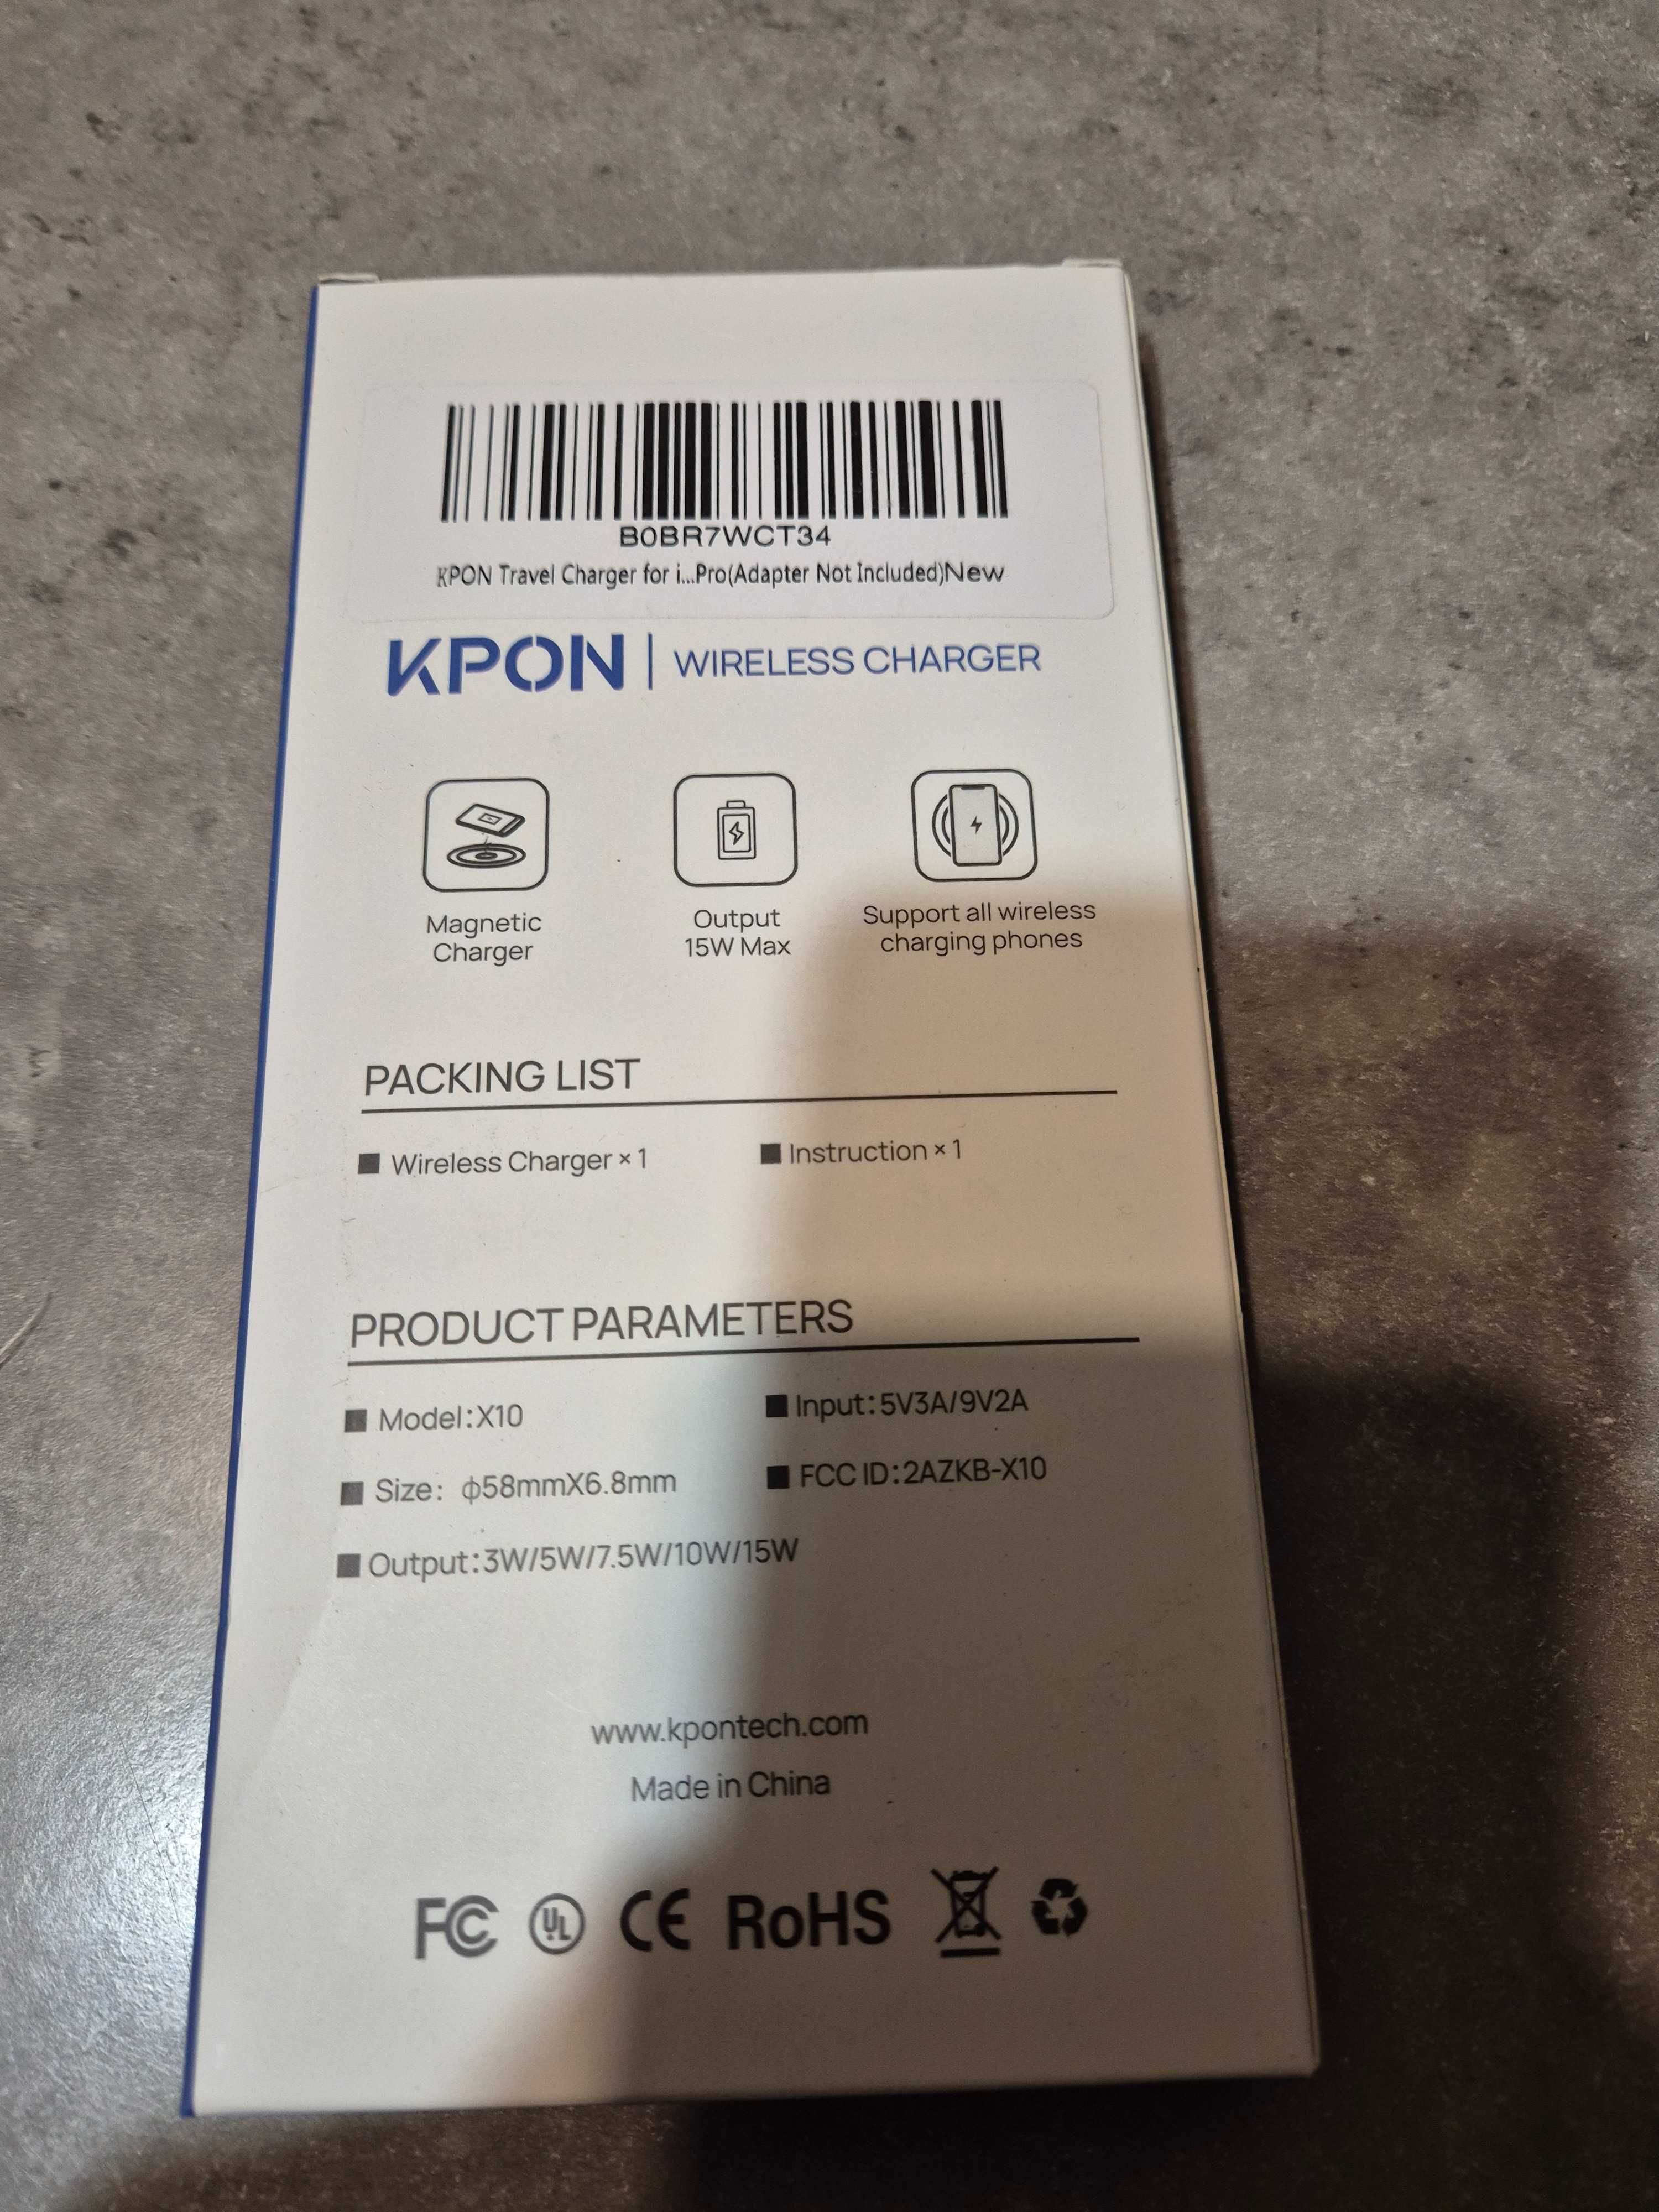 B0BR7WCT34
KPON Travel Charger for i...Pro(Adapter Not Included)New
KPON | WIRELESS CHARGER
Magnetic
Charger
Output
15W Max
Support all wireless
charging phones
PACKING LIST
■ Wireless Charger × 1
■ Instruction × 1
PRODUCT PARAMETERS
■ Model:X10
■ Input:5V3A/9V2A
■ Size: ф58mmX6.8mm
■ FCC ID:2AZKB-X10
■ Output:3W/5W/7.5W/10W/15W
www.kpontech.com
Made in China
FC UL CE RoHS